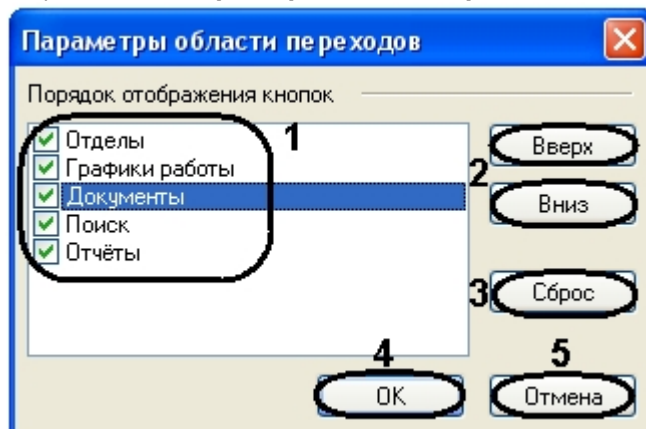 Параметры области переходов
Порядок отображения кнопок
Отделы 1
Графики работы
Документы
Поиск
Отчёты
Вверх
2
Вниз
3 Сброс
4 5
ОК Отмена